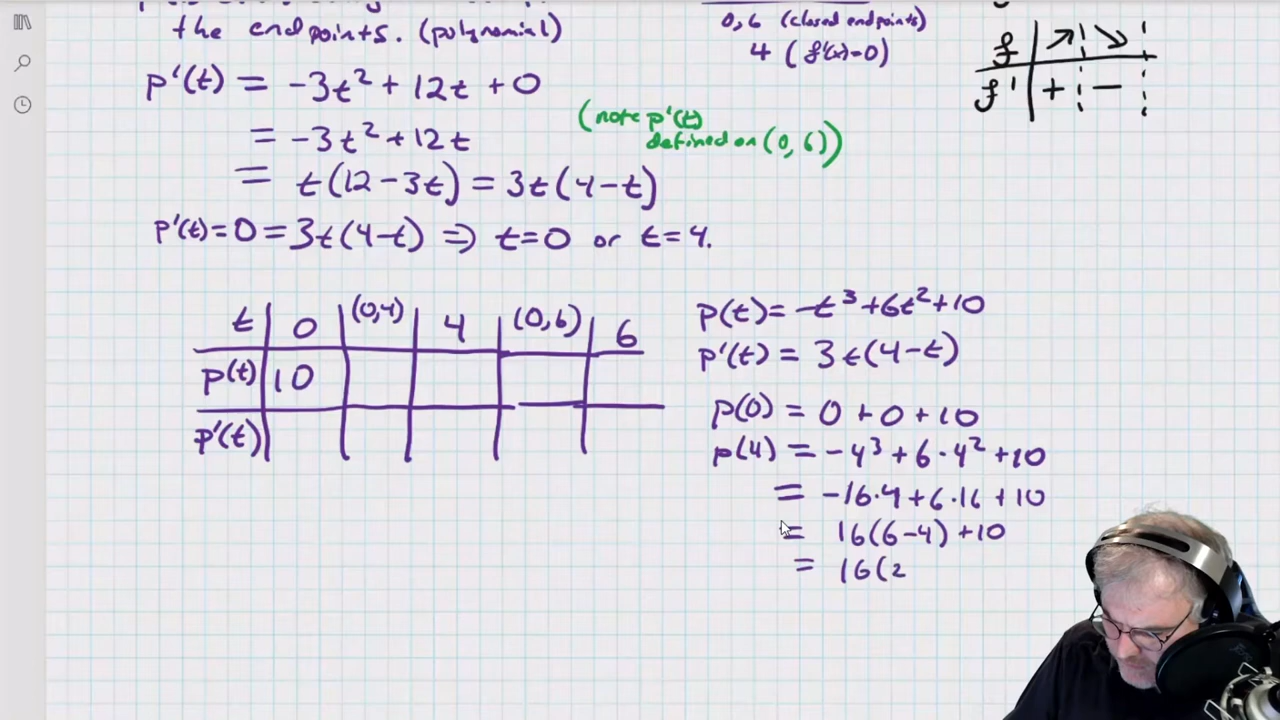 the endpoints. (polynomial)
0,6 (closed endpoints)
4 (f'(x)=0)
f
f' + -
p'(t) = -3t² + 12t + 0
= -3t² + 12t
= t(12-3t) = 3t(4-t)
(note p'(t)
defined on (0,6))
p'(t)=0=3t(4-t) ⇒ t=0 or t=4.
t 0 (0,4) 4 (0,6) 6
p(t) 10
p'(t)
p(t) = -t³+6t²+10
p'(t) = 3t(4-t)
p(0) = 0 + 0 + 10
p(4) = -4³ + 6·4² + 10
= -16·4 + 6·16 + 10
= 16(6-4) + 10
= 16(2